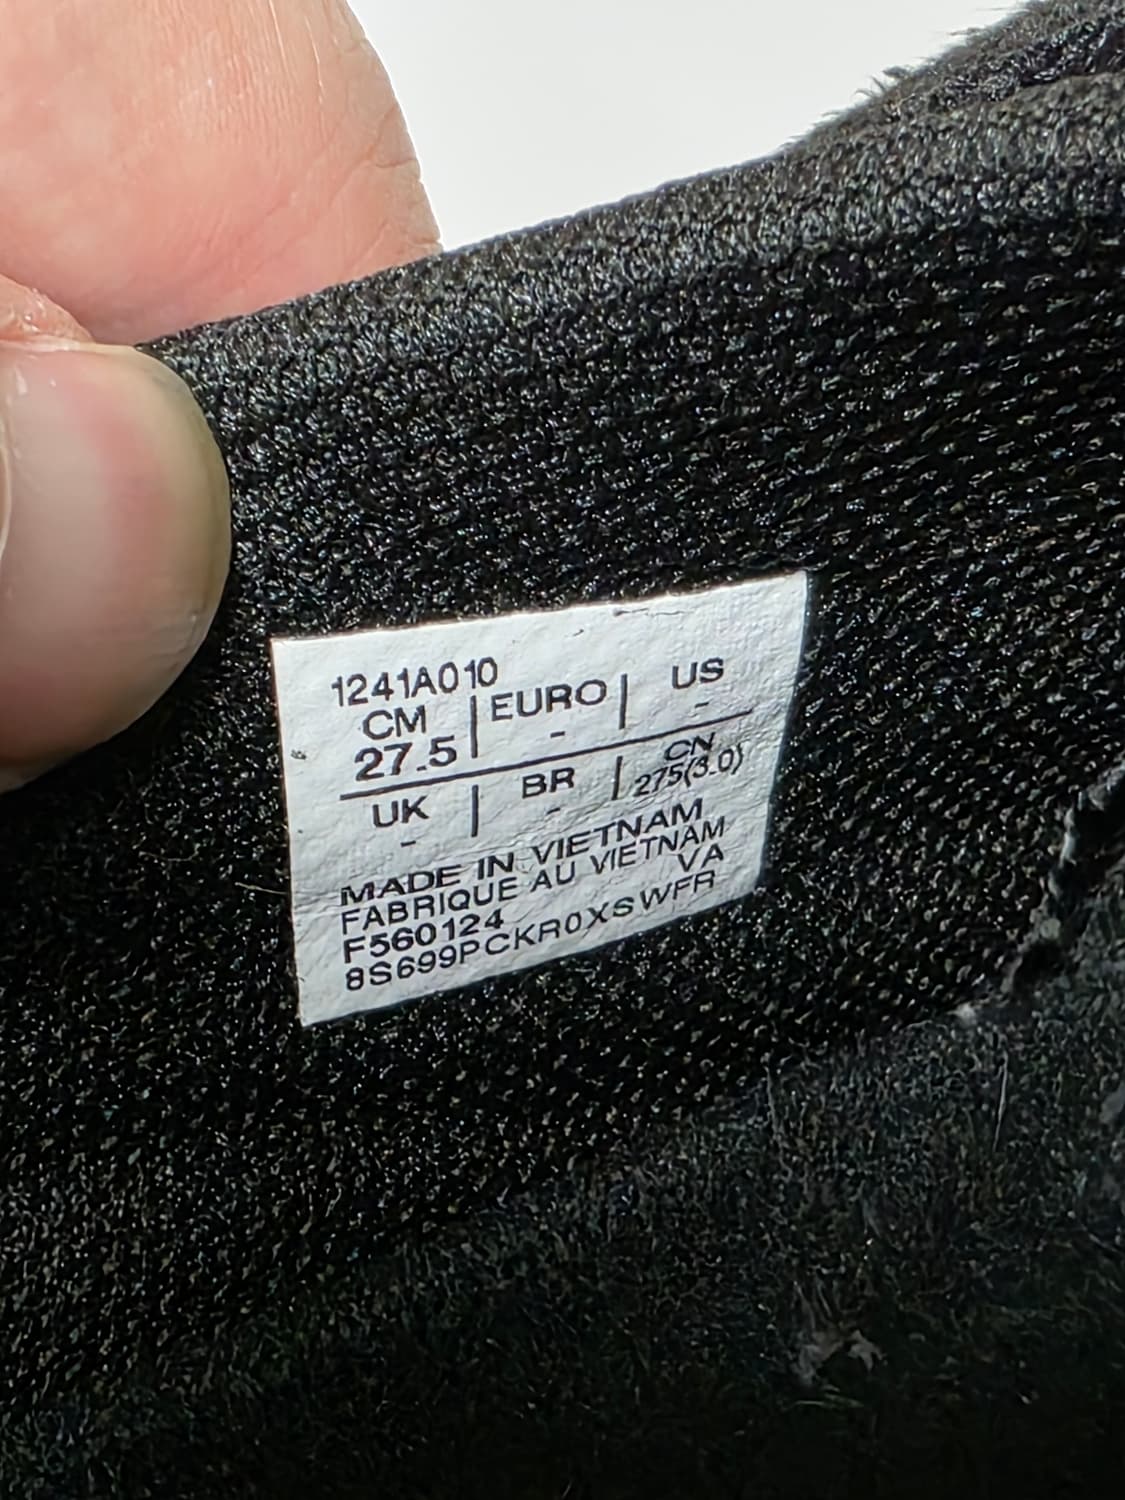 1241A010
CM | EURO | US
27.5 - -
UK | BR | CN
- - 275(3.0)
MADE IN VIETNAM
FABRIQUE AU VIETNAM
F560124 VA
8S699PCKR0XSWFR